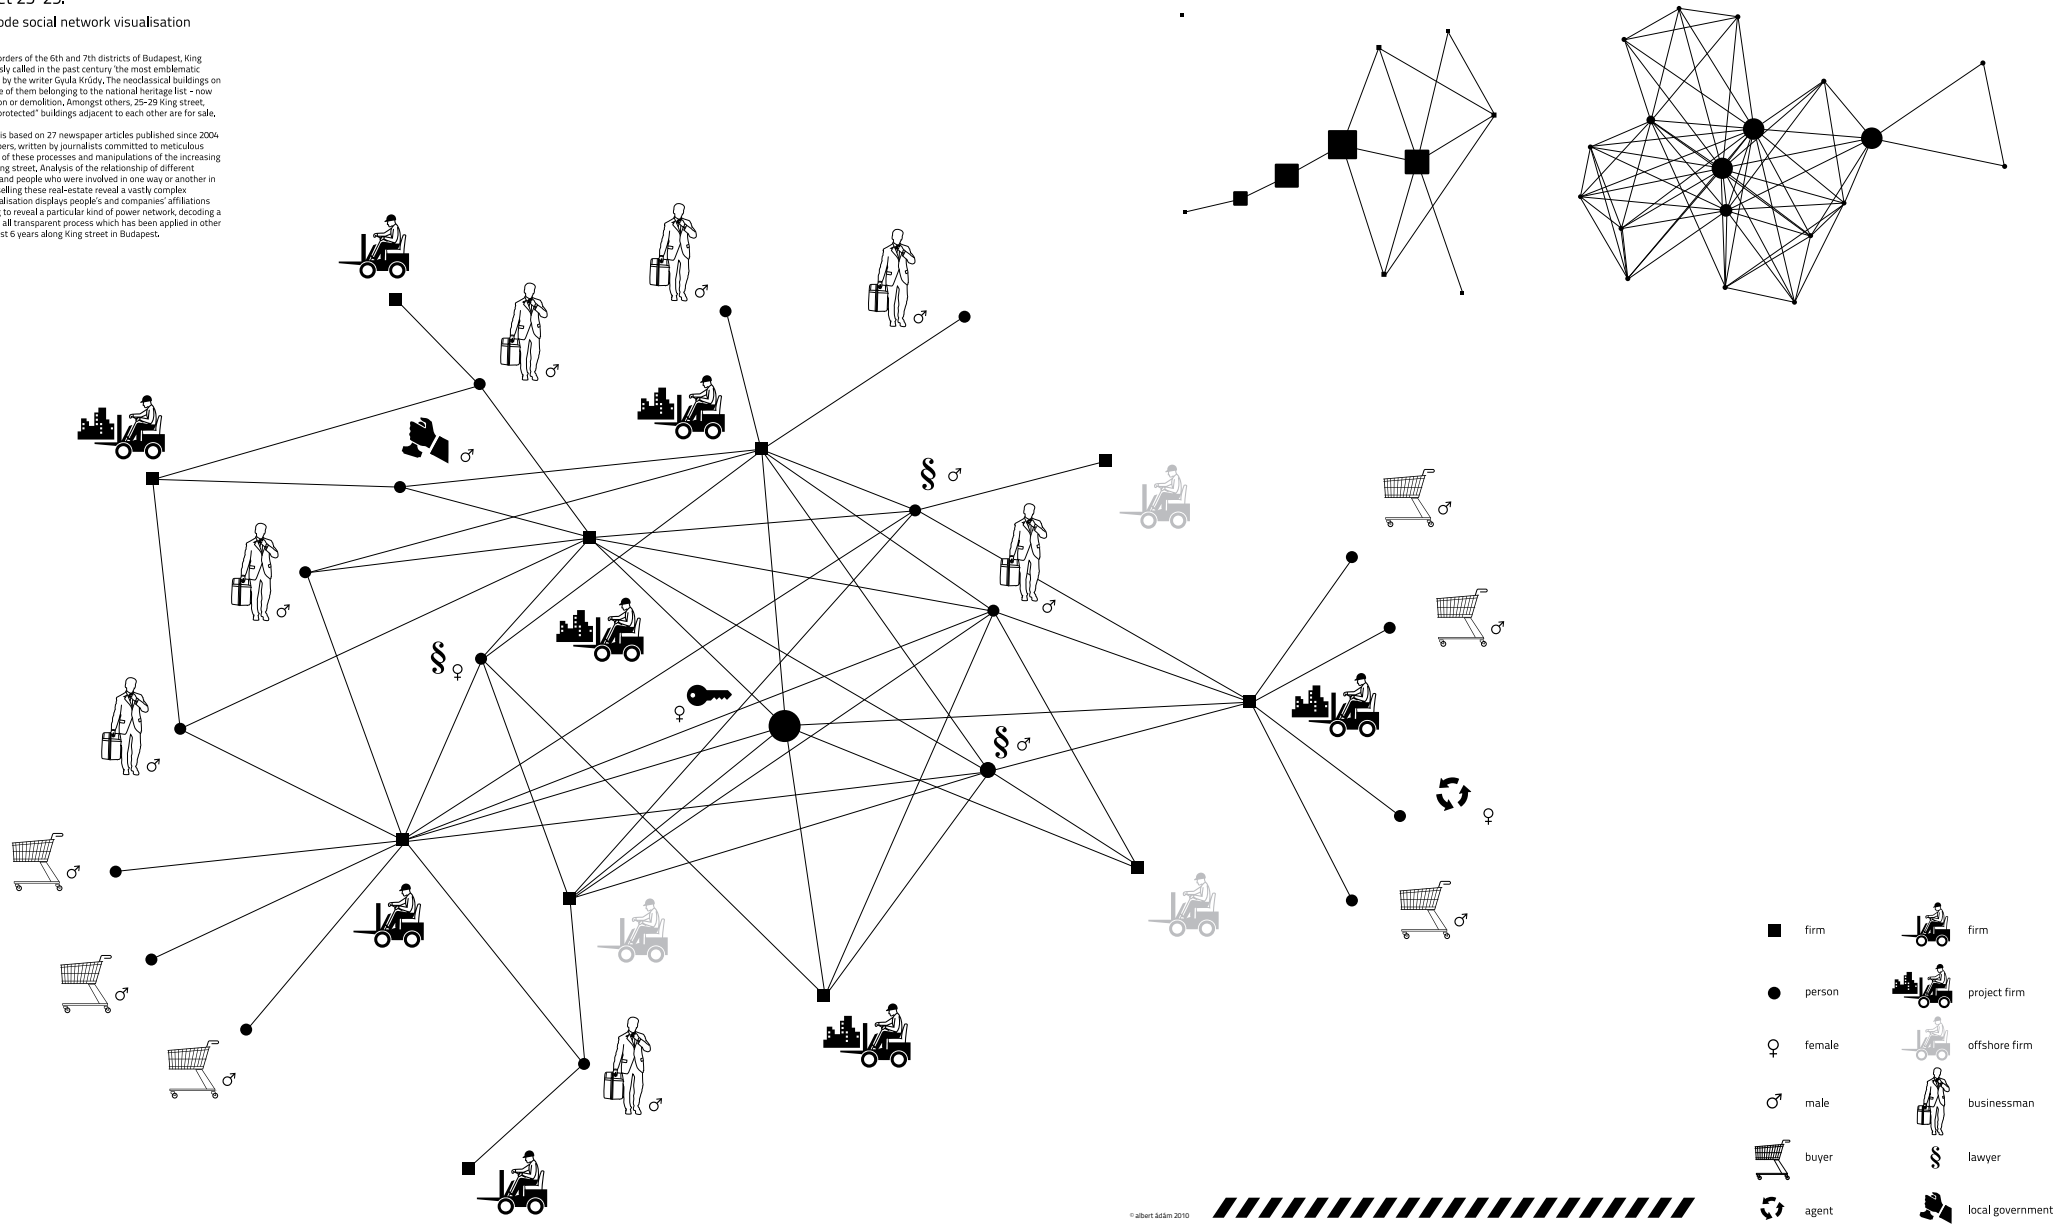 et 25-29.
ode social network visualisation
orders of the 6th and 7th districts of Budapest, King
sly called in the past century 'the most emblematic
by the writer Gyula Krúdy. The neoclassical buildings on
e of them belonging to the national heritage list - now
on or demolition. Amongst others, 25-29 King street,
protected" buildings adjacent to each other are for sale.
is based on 27 newspaper articles published since 2004
pers, written by journalists committed to meticulous
of these processes and manipulations of the increasing
ng street. Analysis of the relationship of different
and people who were involved in one way or another in
selling these real-estate reveal a vastly complex
alisation displays people's and companies' affiliations
g to reveal a particular kind of power network, decoding a
all transparent process which has been applied in other
st 6 years along King street in Budapest.
§ ♂
§ ♀
§ ♂
firm
firm
person
project firm
female
offshore firm
male
businessman
buyer
§ lawyer
agent
local government
© albert ádám 2010